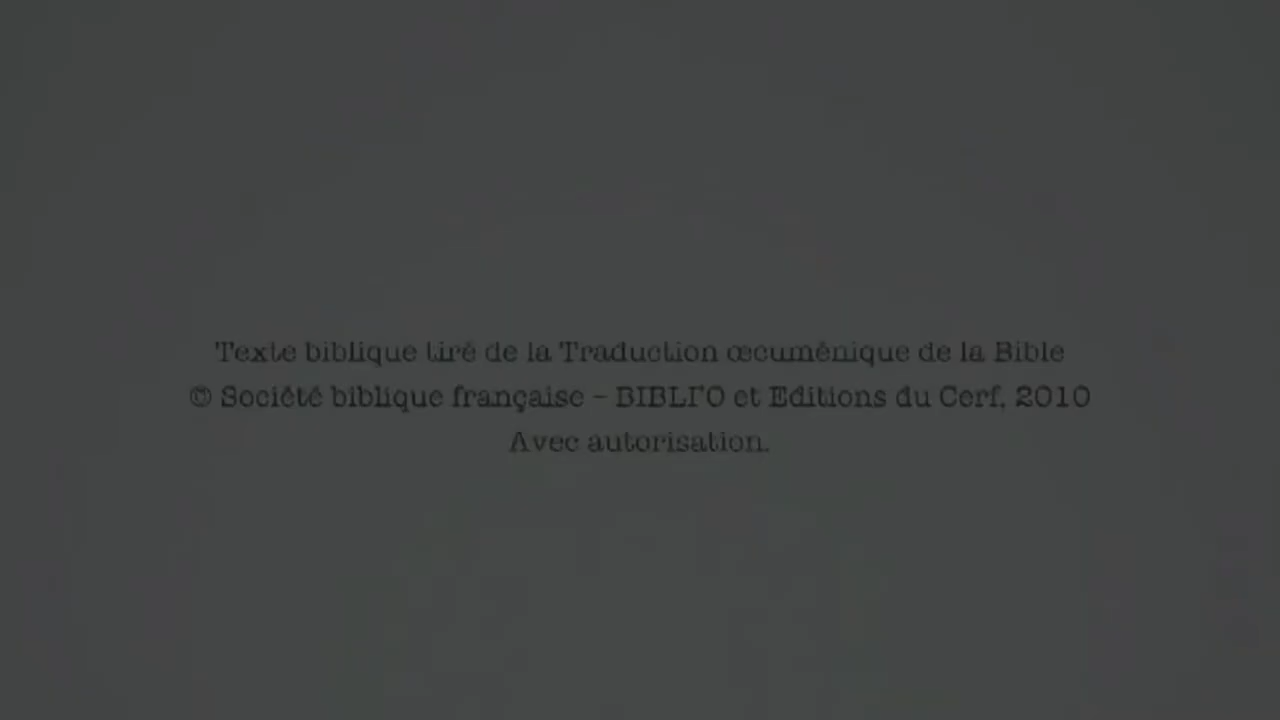 Texte biblique tiré de la Traduction œcuménique de la Bible
© Société biblique française – BIBLI'O et Editions du Cerf, 2010
Avec autorisation.